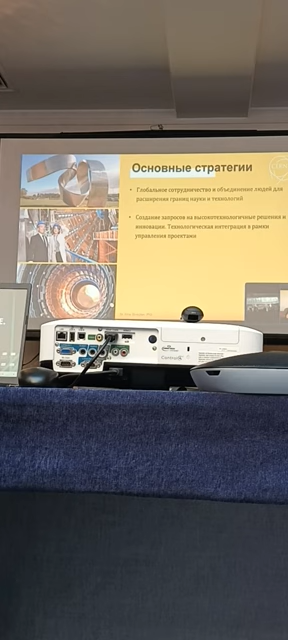 Основные стратегии
• Глобальное сотрудничество и объединение людей для
расширения границ науки и технологий
• Создание запросов на высокотехнологичные решения и
инновации. Технологическая интеграция в рамки
управления проектами